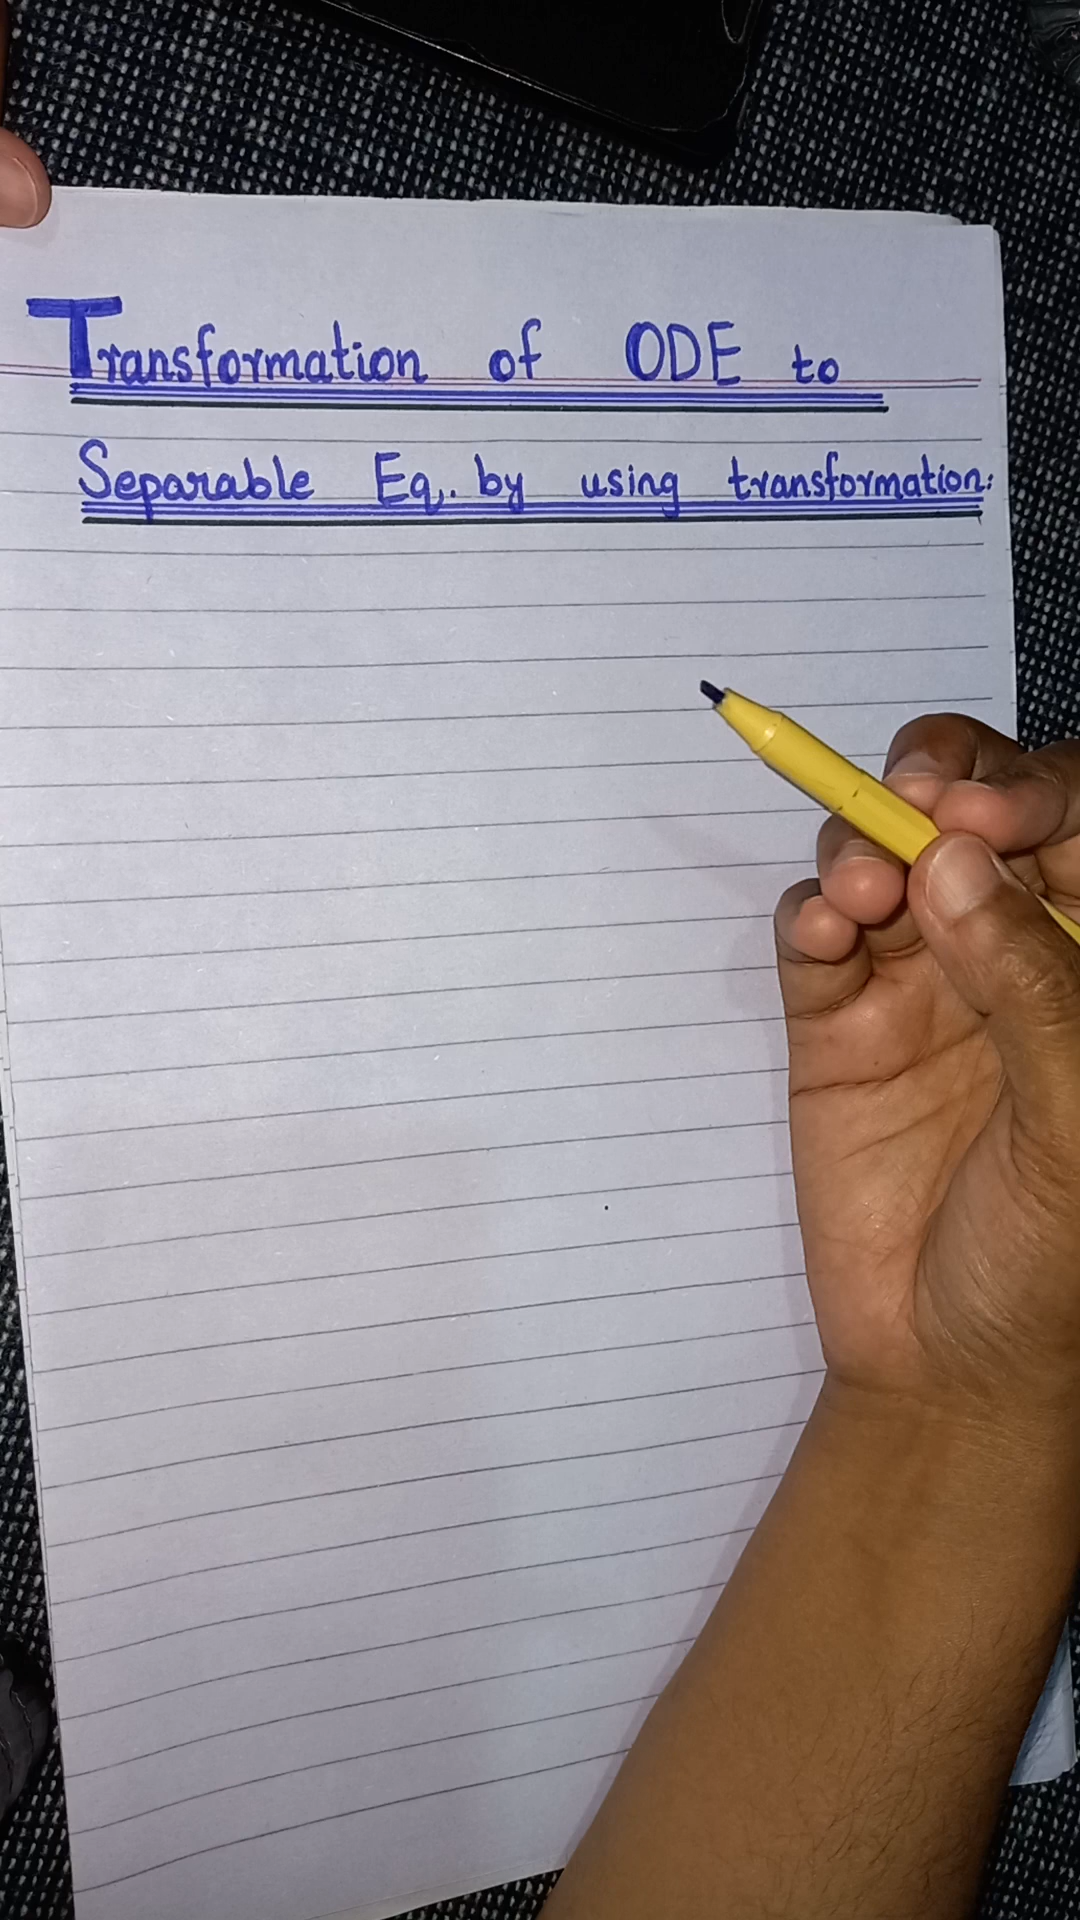 Transformation of ODE to
Separable Eq. by using transformation: